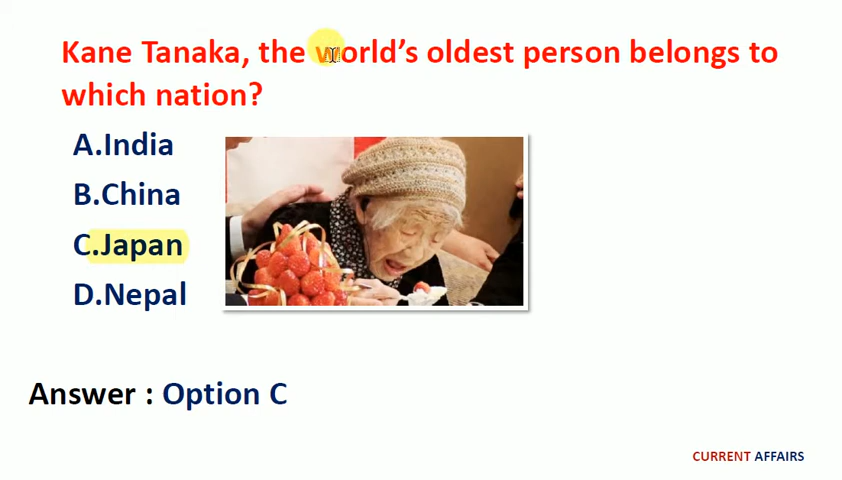 Kane Tanaka, the world's oldest person belongs to
which nation?
A.India
B.China
C.Japan
D.Nepal
Answer : Option C
CURRENT AFFAIRS